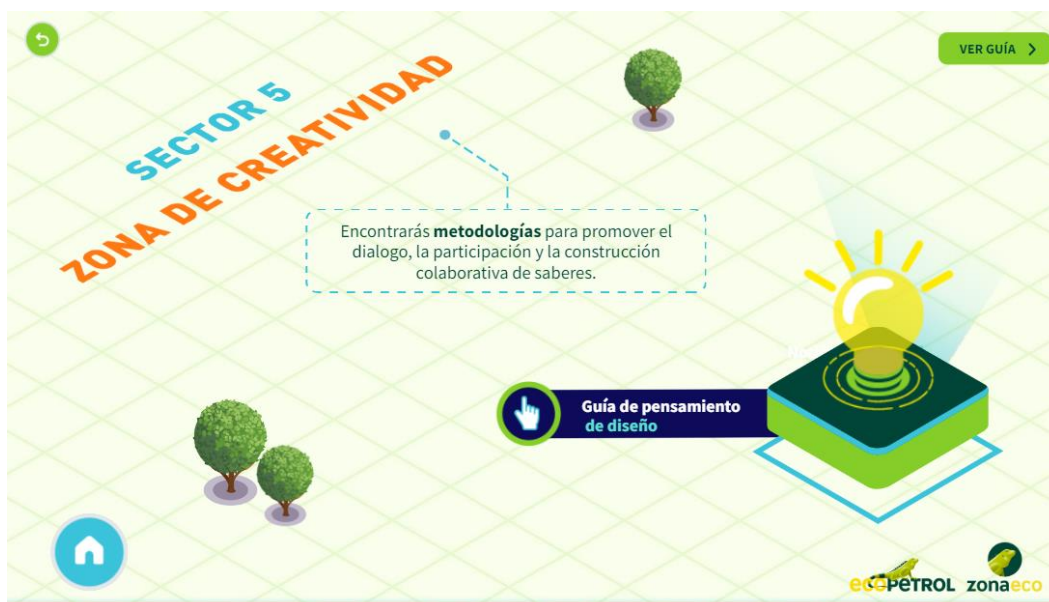 VER GUÍA
SECTOR 5
ZONA DE CREATIVIDAD
Encontrarás metodologías para promover el
dialogo, la participación y la construcción
colaborativa de saberes.
Guía de pensamiento
de diseño
ecopeTROL
zonaeco